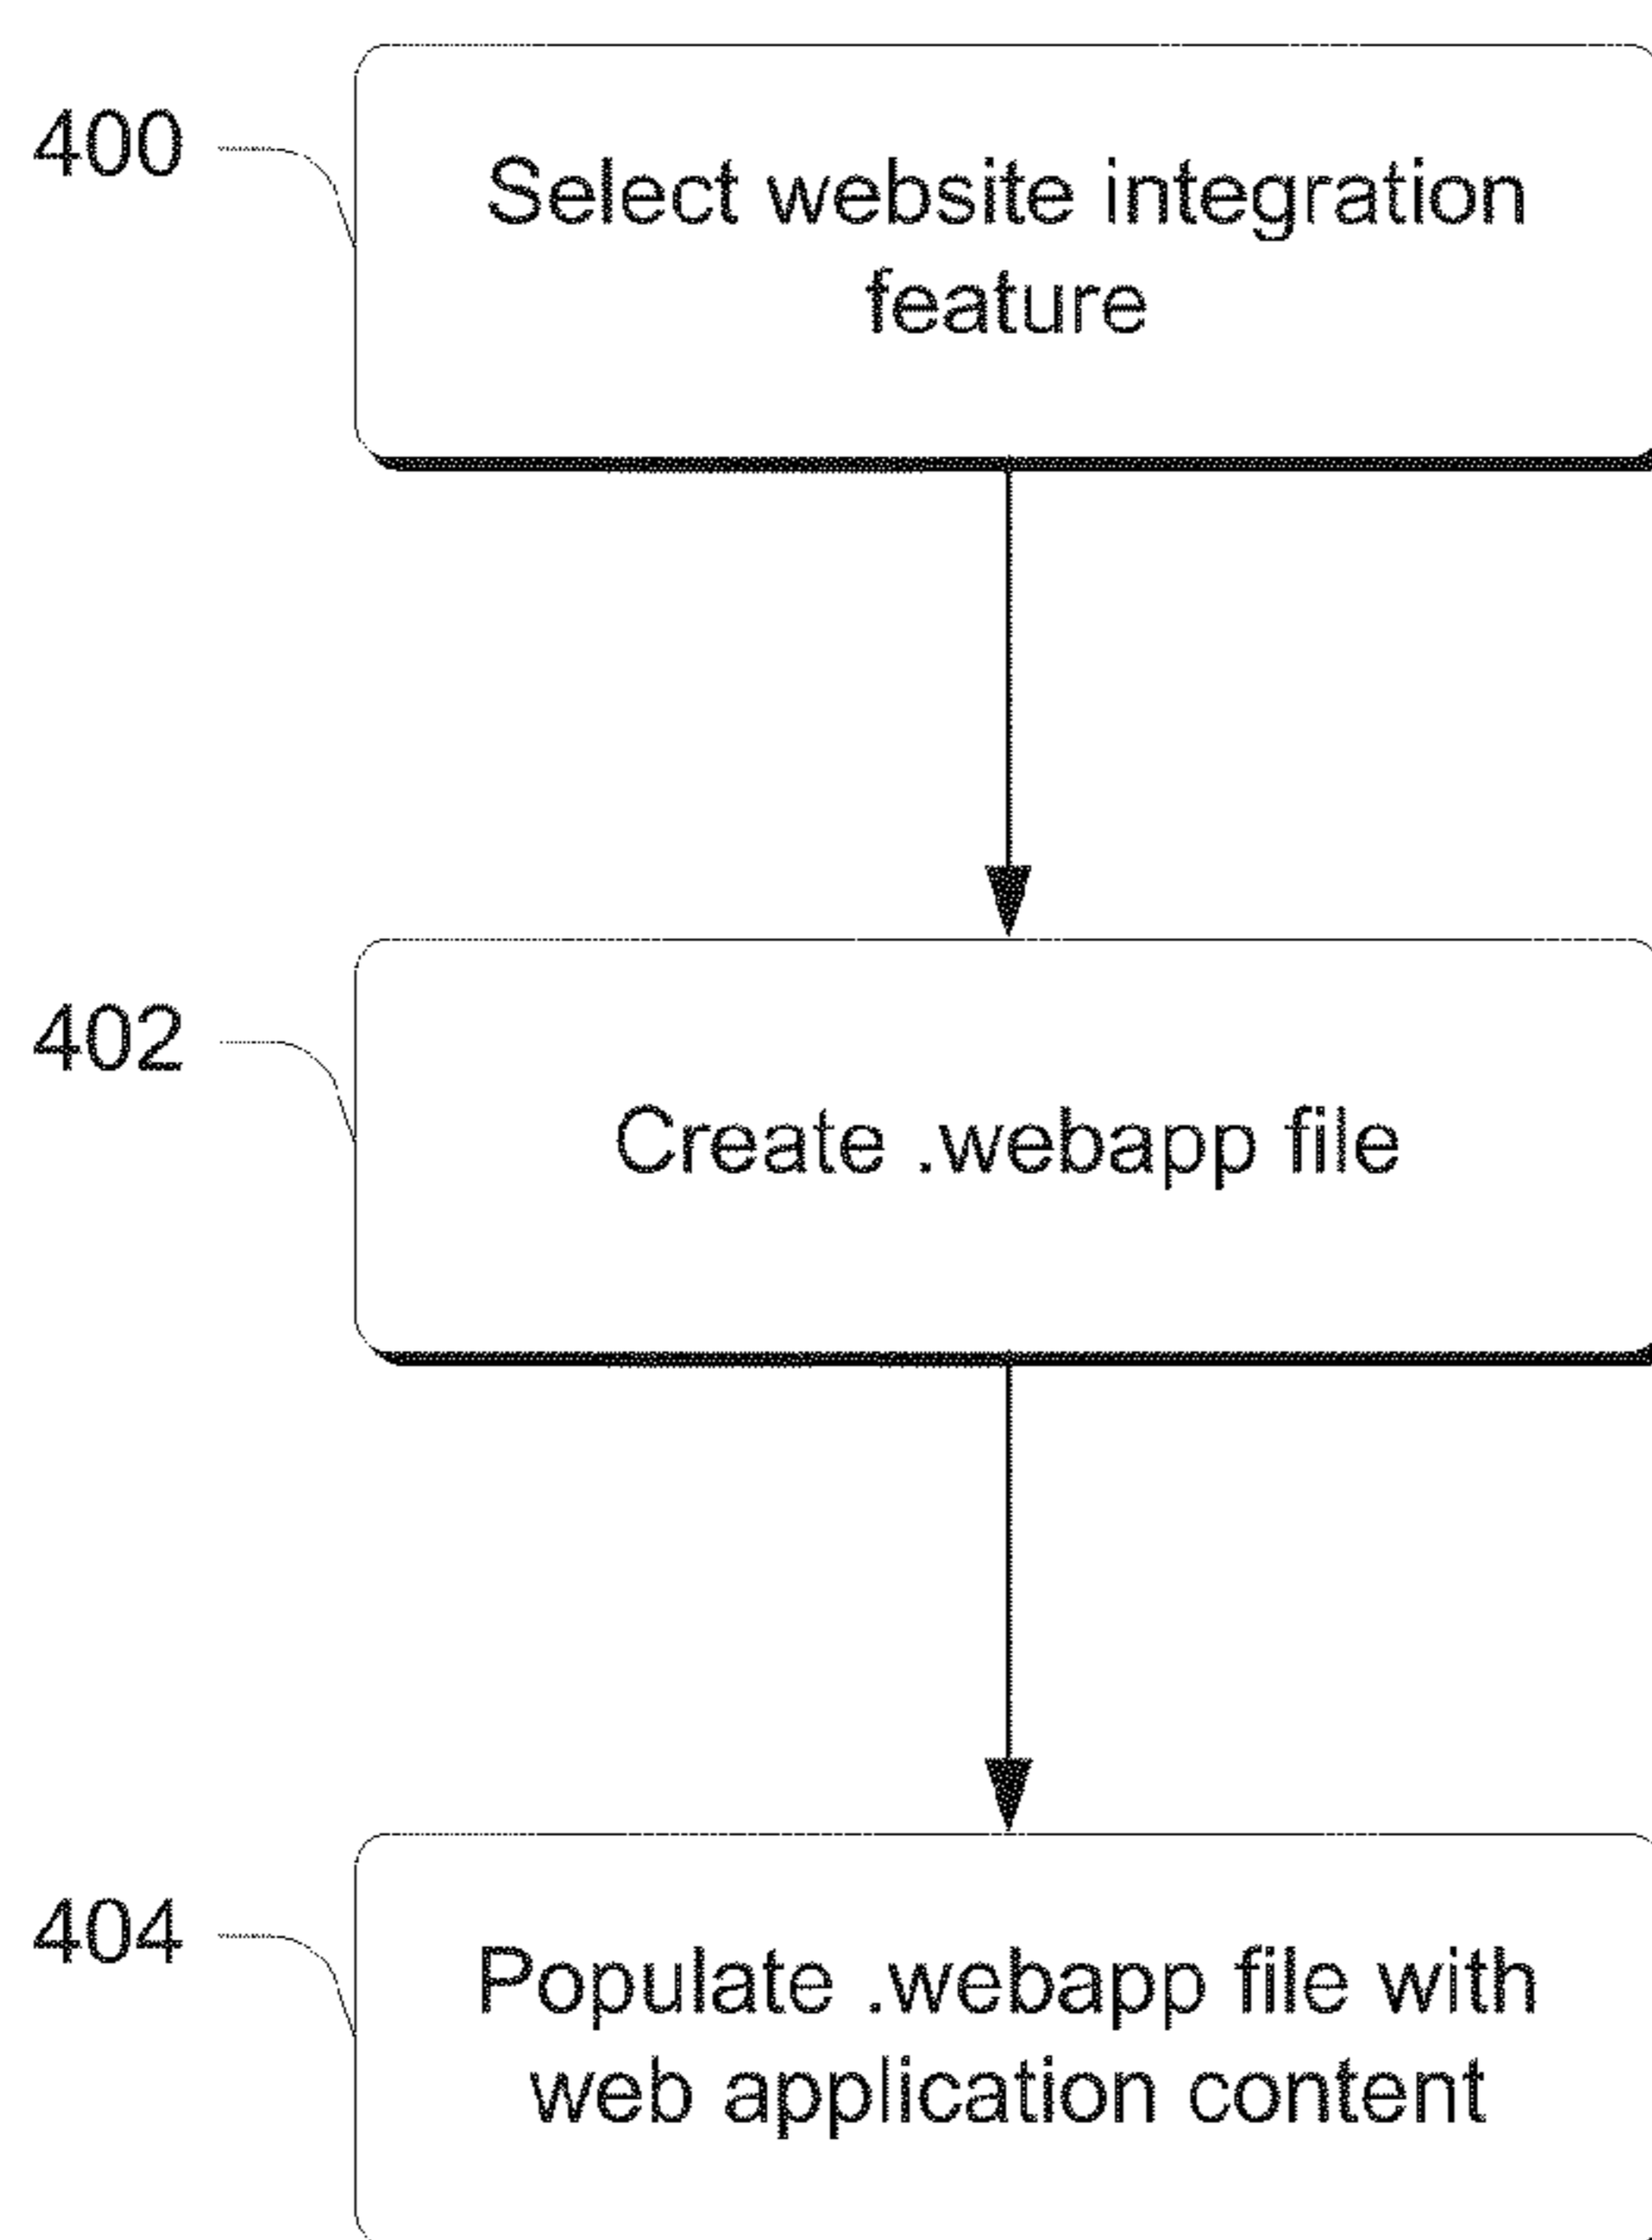 400
Select website integration
feature
402
Create .webapp file
404
Populate .webapp file with
web application content